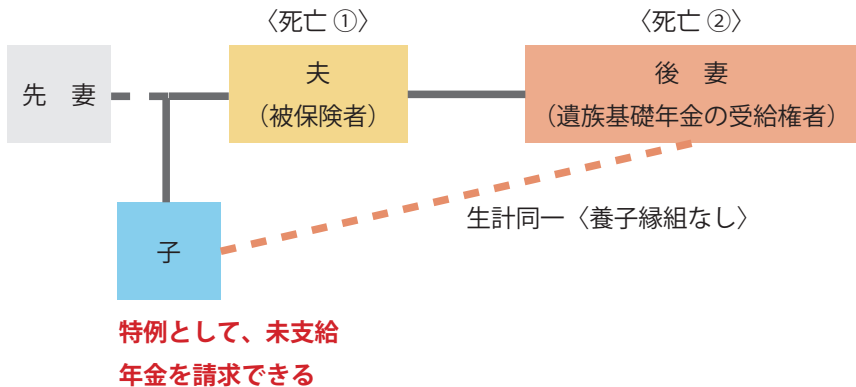 〈死亡 ①〉
〈死亡 ②〉
先　妻
夫
（被保険者）
後　妻
（遺族基礎年金の受給権者）
生計同一〈養子縁組なし〉
子
特例として、未支給
年金を請求できる